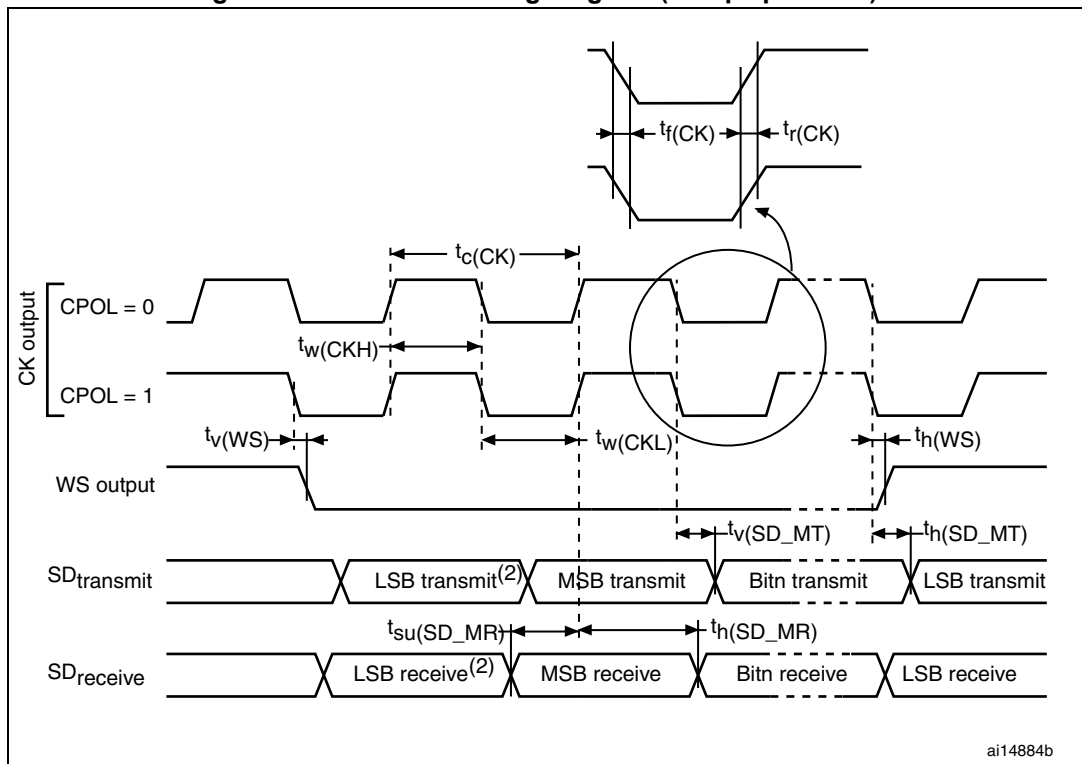 tf(CK)
tr(CK)
tc(CK)
CK output
CPOL = 0
tw(CKH)
CPOL = 1
tv(WS)
tw(CKL)
th(WS)
WS output
tv(SD_MT)
th(SD_MT)
SDtransmit
LSB transmit(2)
MSB transmit
Bitn transmit
LSB transmit
tsu(SD_MR)
th(SD_MR)
SDreceive
LSB receive(2)
MSB receive
Bitn receive
LSB receive
ai14884b